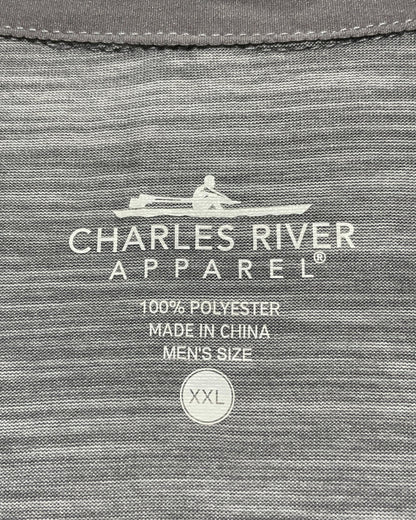 CHARLES RIVER
APPAREL®
100% POLYESTER
MADE IN CHINA
MEN'S SIZE
XXL